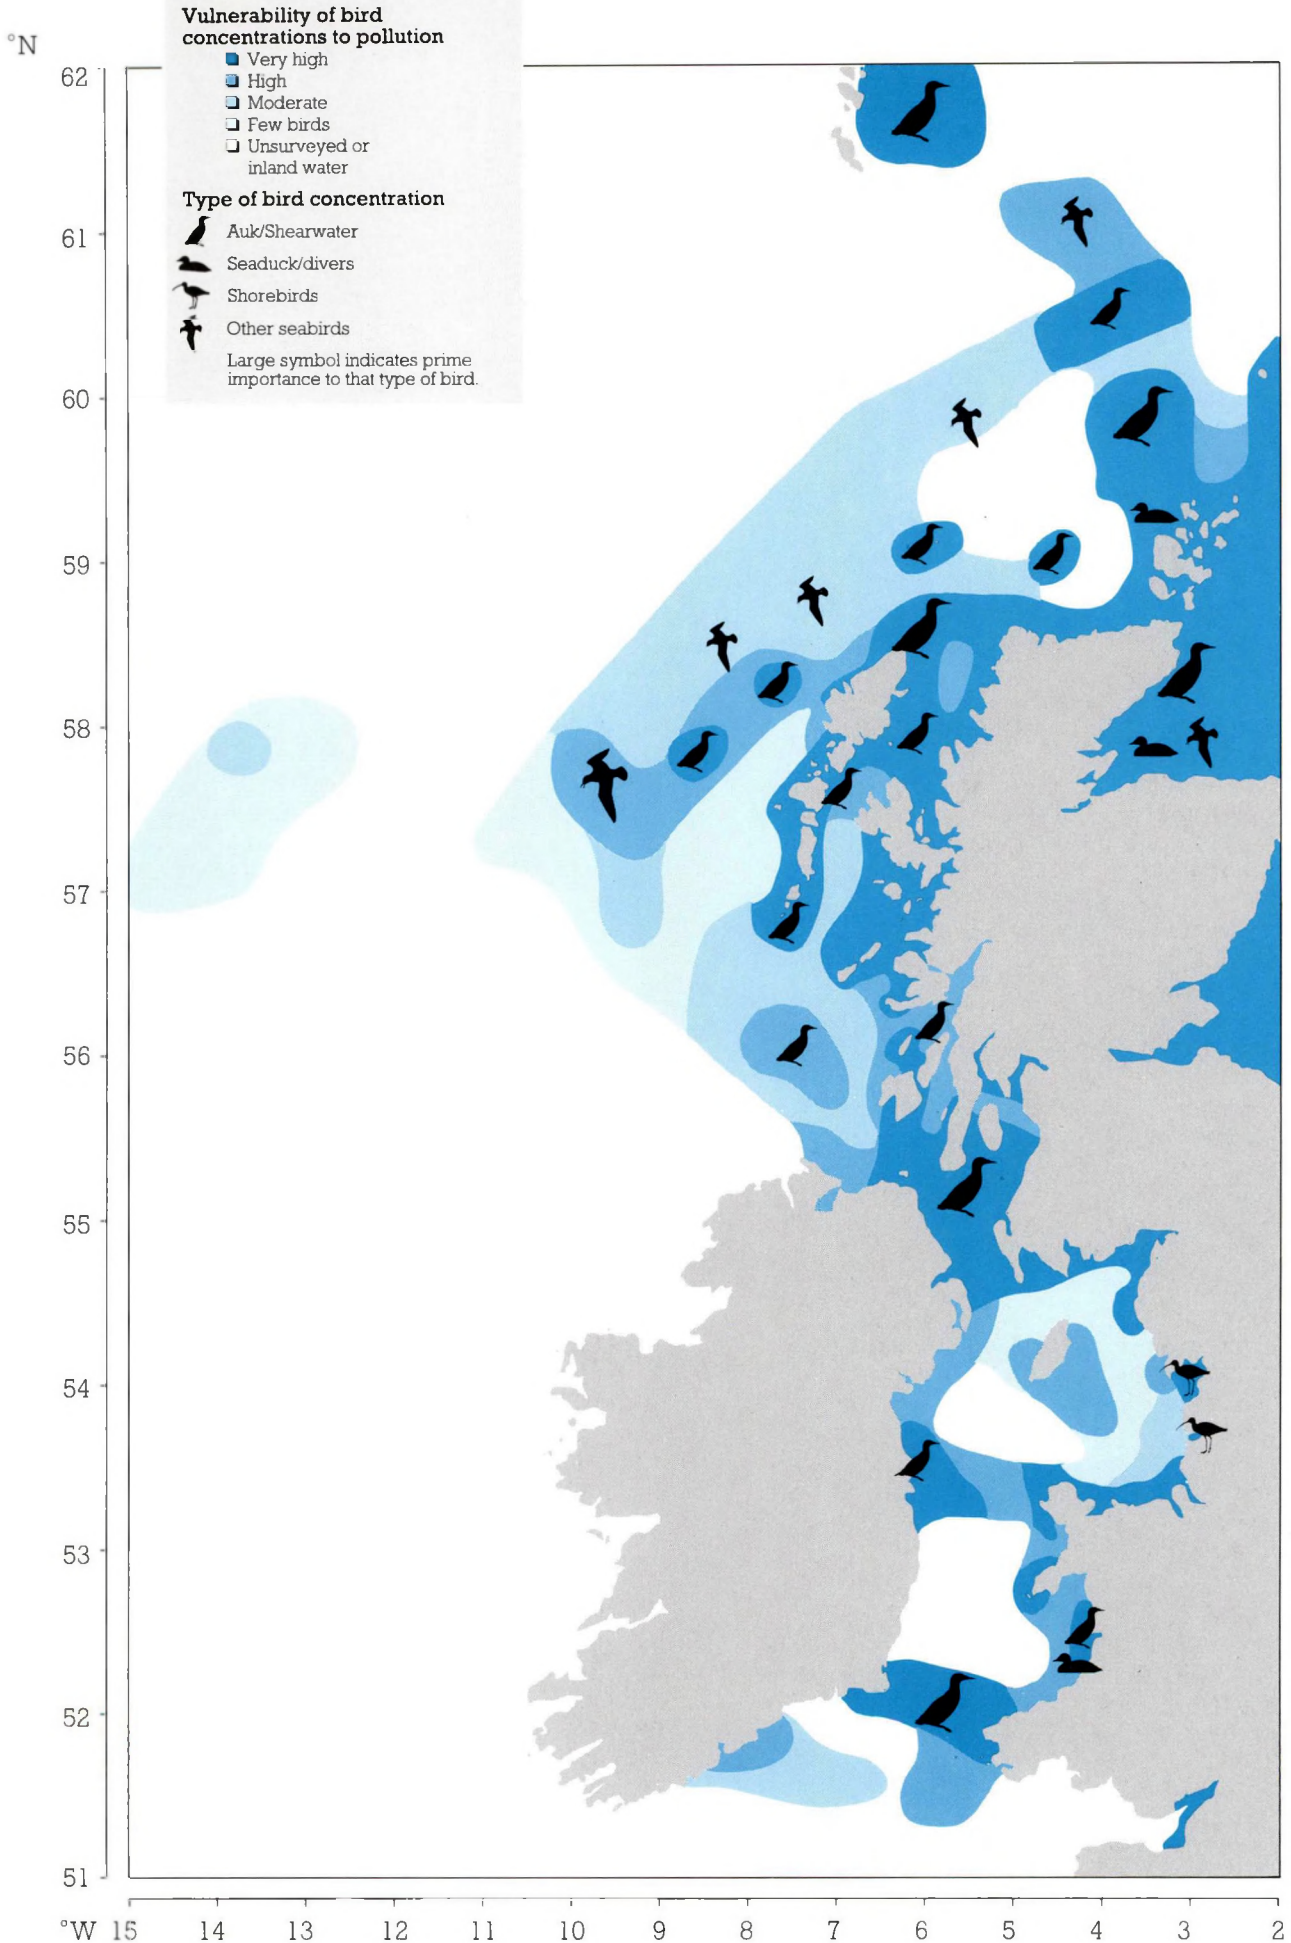 Vulnerability of bird
concentrations to pollution
Very high
High
Moderate
Few birds
Unsurveyed or
inland water
Type of bird concentration
Auk/Shearwater
Seaduck/divers
Shorebirds
Other seabirds
Large symbol indicates prime
importance to that type of bird.
°N
62
61
60
59
58
57
56
55
54
53
52
51
°W 15 14 13 12 11 10 9 8 7 6 5 4 3 2